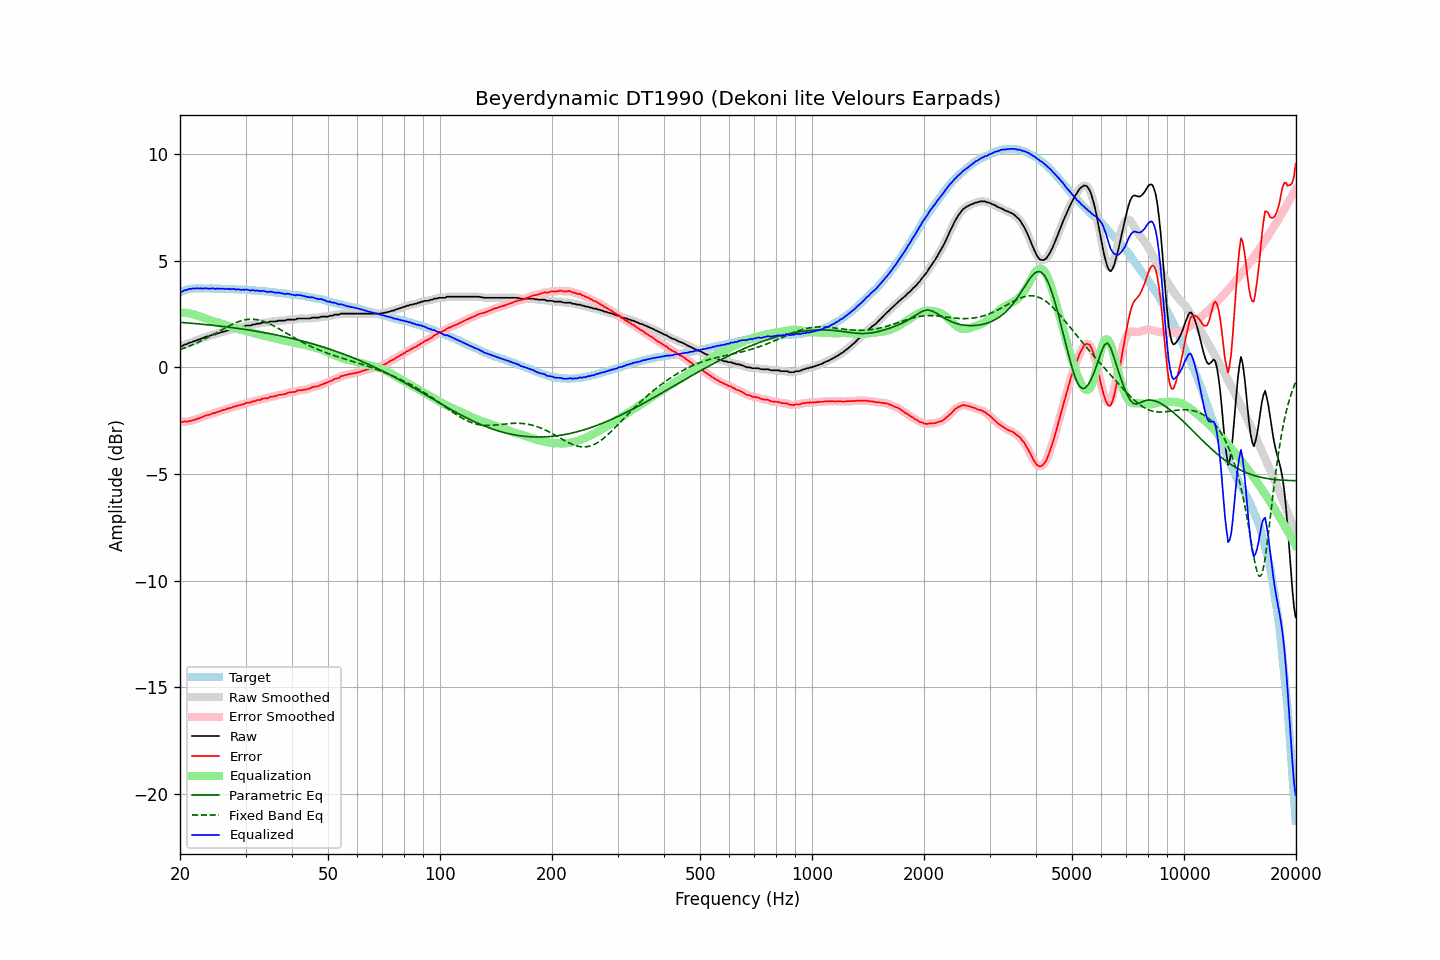 Beyerdynamic DT1990 (Dekoni lite Velours Earpads)
10
5
0
−5
−10
−15
−20
Amplitude (dBr)
Target
Raw Smoothed
Error Smoothed
Raw
Error
Equalization
Parametric Eq
Fixed Band Eq
Equalized
20 50 100 200 500 1000 2000 5000 10000 20000
Frequency (Hz)